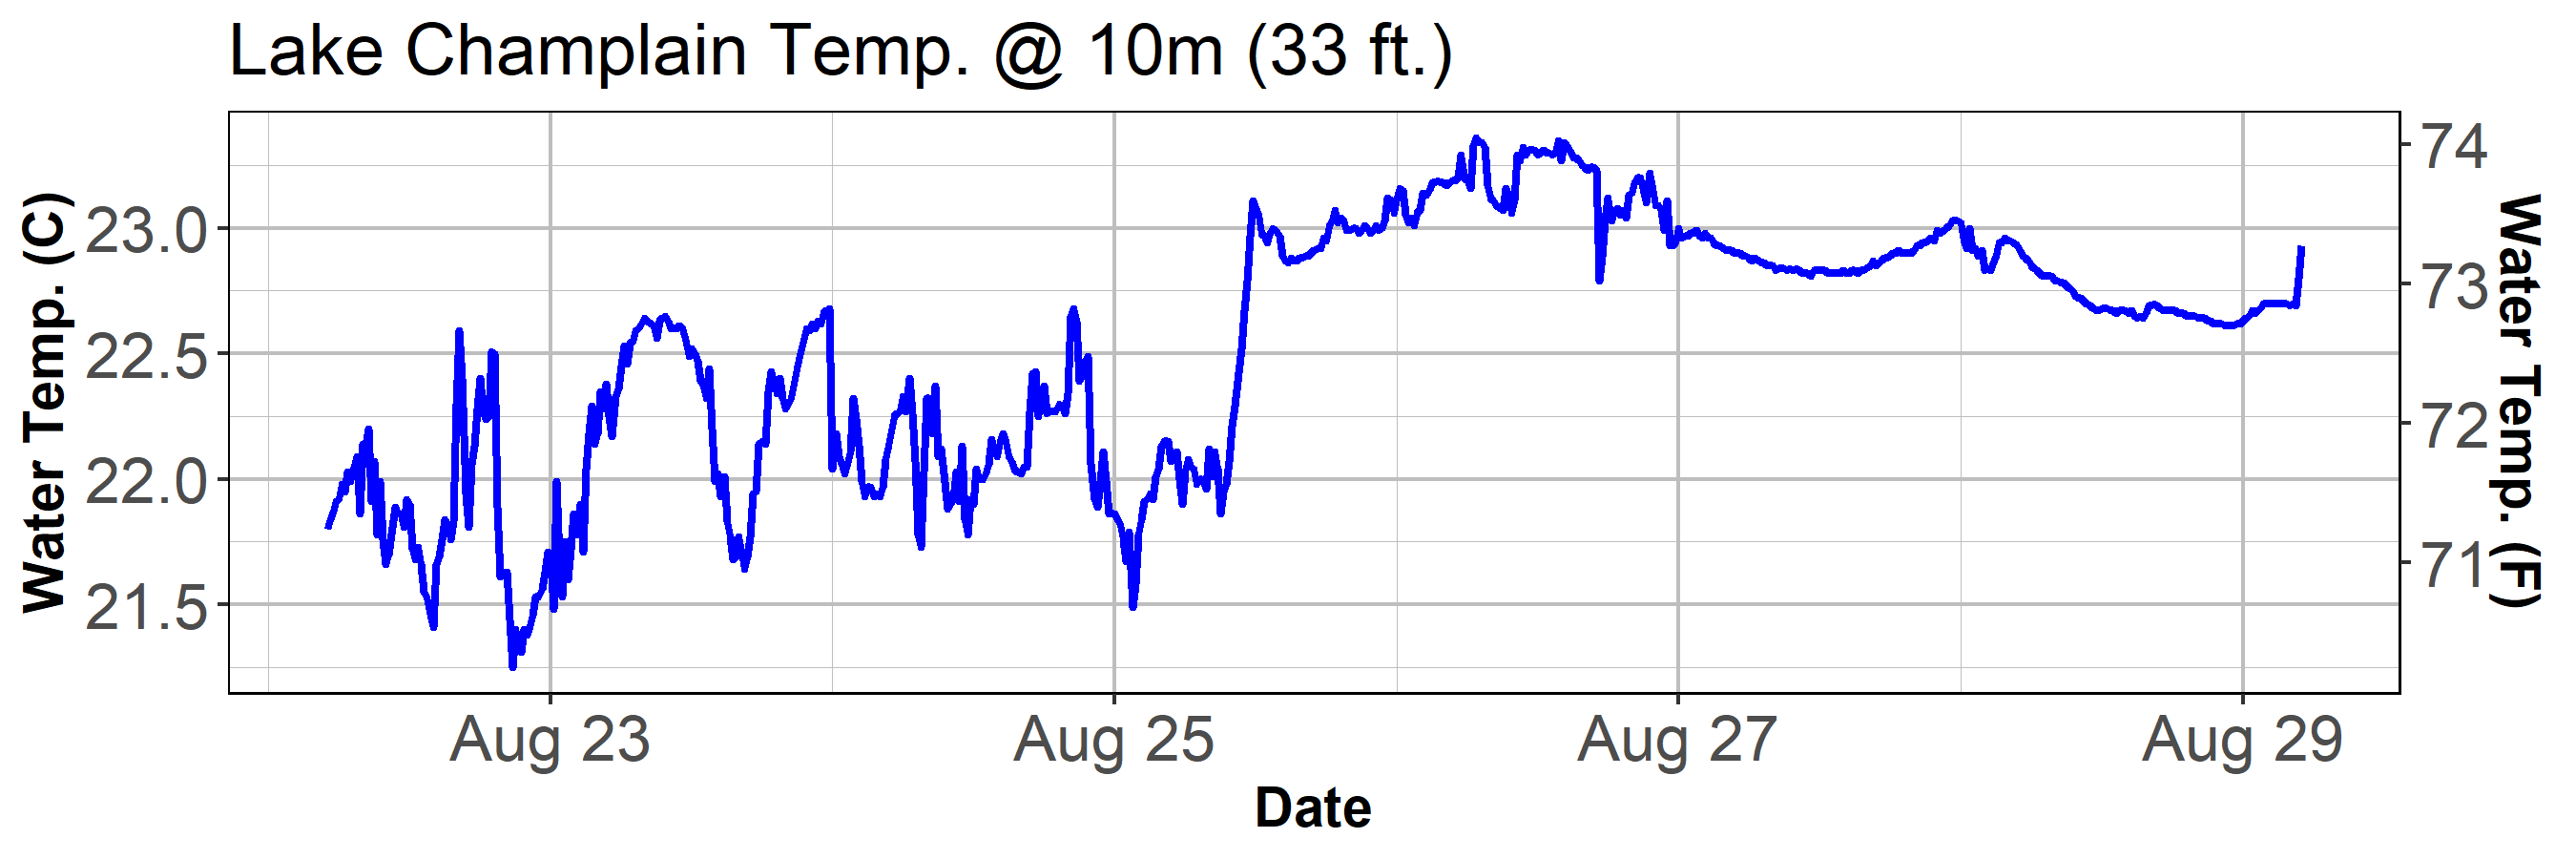 Lake Champlain Temp. @ 10m (33 ft.)
Water Temp. (C)
23.0
22.5
22.0
21.5
74
73
72
71
Water Temp. (F)
Aug 23 Aug 25 Aug 27 Aug 29
Date